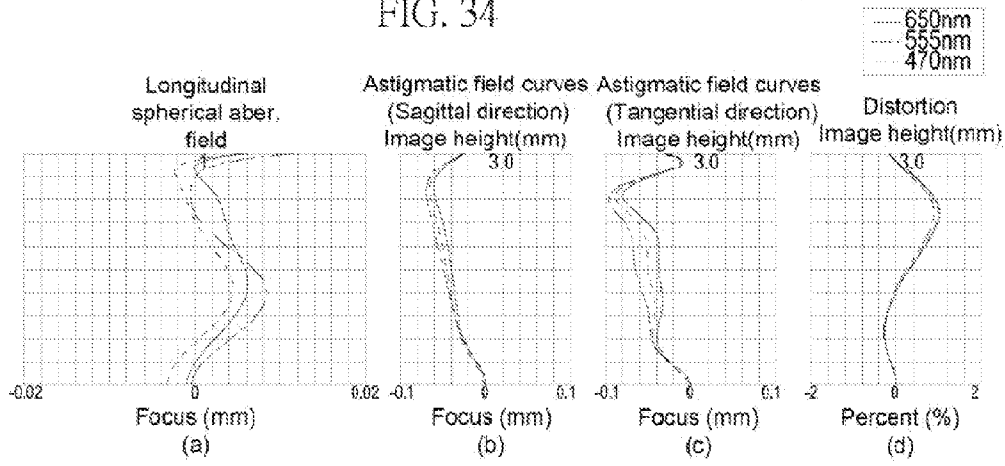 FIG. 34
650nm
555nm
470nm
Longitudinal
spherical aber.
field
Astigmatic field curves
(Sagittal direction)
Image height(mm)
3.0
Astigmatic field curves
(Tangential direction)
Image height(mm)
3.0
Distortion
Image height(mm)
3.0
-0.02 0 0.02
Focus (mm)
(a)
-0.1 0 0.1
Focus (mm)
(b)
-0.1 0 0.1
Focus (mm)
(c)
-2 0 2
Percent (%)
(d)